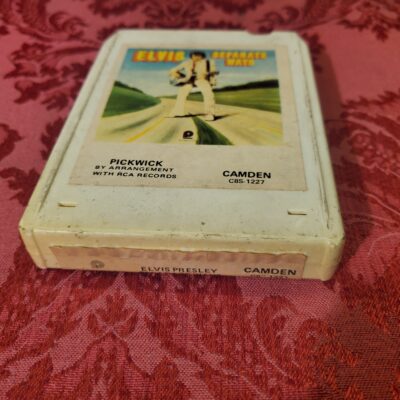 ELVIS SEPARATE WAYS
PICKWICK
BY ARRANGEMENT
WITH RCA RECORDS
CAMDEN
C8S-1227
ELVIS PRESLEY
CAMDEN